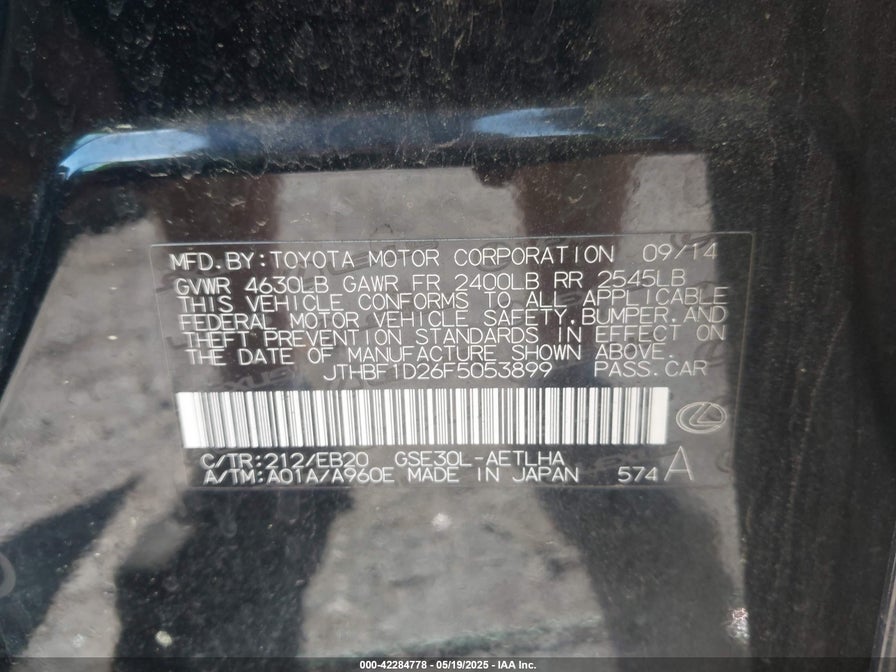 MFD.BY:TOYOTA MOTOR CORPORATION 09/14
GVWR 4630LB GAWR FR 2400LB RR 2545LB
THIS VEHICLE CONFORMS TO ALL APPLICABLE
FEDERAL MOTOR VEHICLE SAFETY,BUMPER,AND
THEFT PREVENTION STANDARDS IN EFFECT ON
THE DATE OF MANUFACTURE SHOWN ABOVE.
JTHBF1D26F5053899 PASS.CAR
C/TR:212/EB20 GSE30L-AETLHA
A/TM:A01A/A960E MADE IN JAPAN 574 A
000-42284778 - 05/19/2025 - IAA Inc.